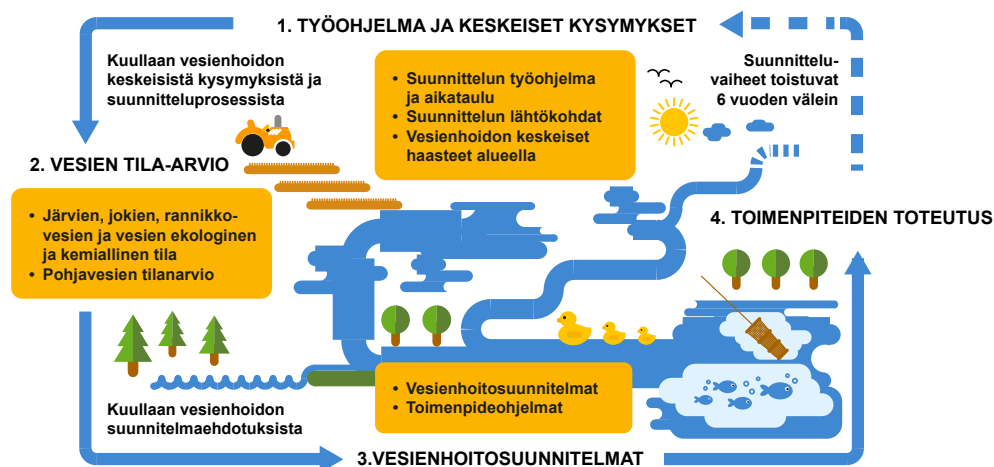 1. TYÖOHJELMA JA KESKEISET KYSYMYKSET
Kuullaan vesienhoidon
keskeisistä kysymyksistä ja
suunnitteluprosessista
• Suunnittelun työohjelma
ja aikataulu
• Suunnittelun lähtökohdat
• Vesienhoidon keskeiset
haasteet alueella
Suunnittelu-
vaiheet toistuvat
6 vuoden välein
2. VESIEN TILA-ARVIO
• Järvien, jokien, rannikko-
vesien ja vesien ekologinen
ja kemiallinen tila
• Pohjavesien tilanarvio
4. TOIMENPITEIDEN TOTEUTUS
• Vesienhoitosuunnitelmat
• Toimenpideohjelmat
Kuullaan vesienhoidon
suunnitelmaehdotuksista
3.VESIENHOITOSUUNNITELMAT